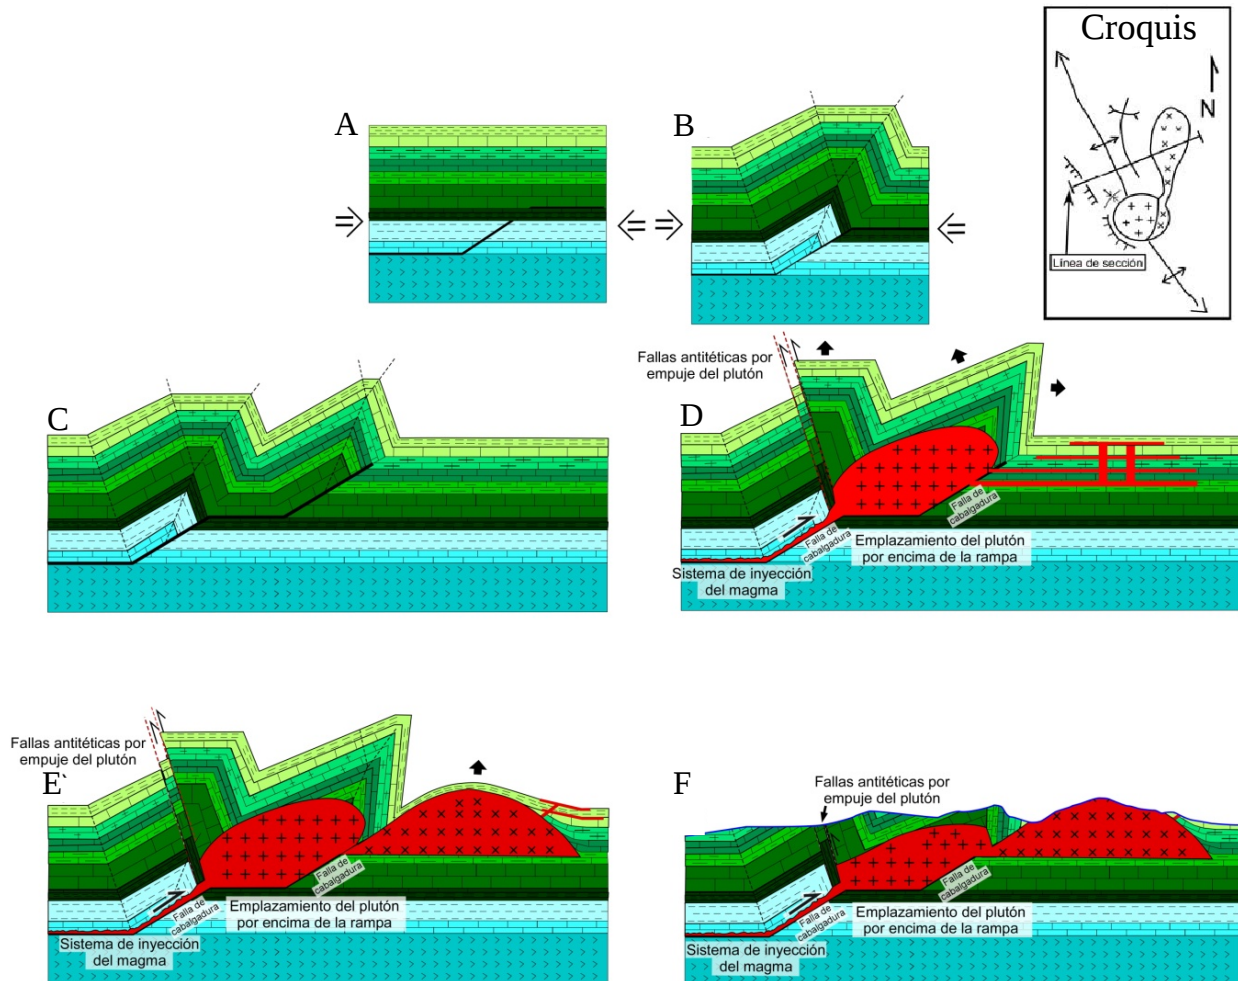 Croquis
N
Línea de sección
A
B
C
D
Fallas antitéticas por
empuje del plutón
Falla de
cabalgadura
Falla de
cabalgadura
Emplazamiento del plutón
por encima de la rampa
Sistema de inyección
del magma
E`
Fallas antitéticas por
empuje del plutón
Falla de
cabalgadura
Falla de
cabalgadura
Emplazamiento del plutón
por encima de la rampa
Sistema de inyección
del magma
F
Fallas antitéticas por
empuje del plutón
Falla de
cabalgadura
Falla de
cabalgadura
Emplazamiento del plutón
por encima de la rampa
Sistema de inyección
del magma